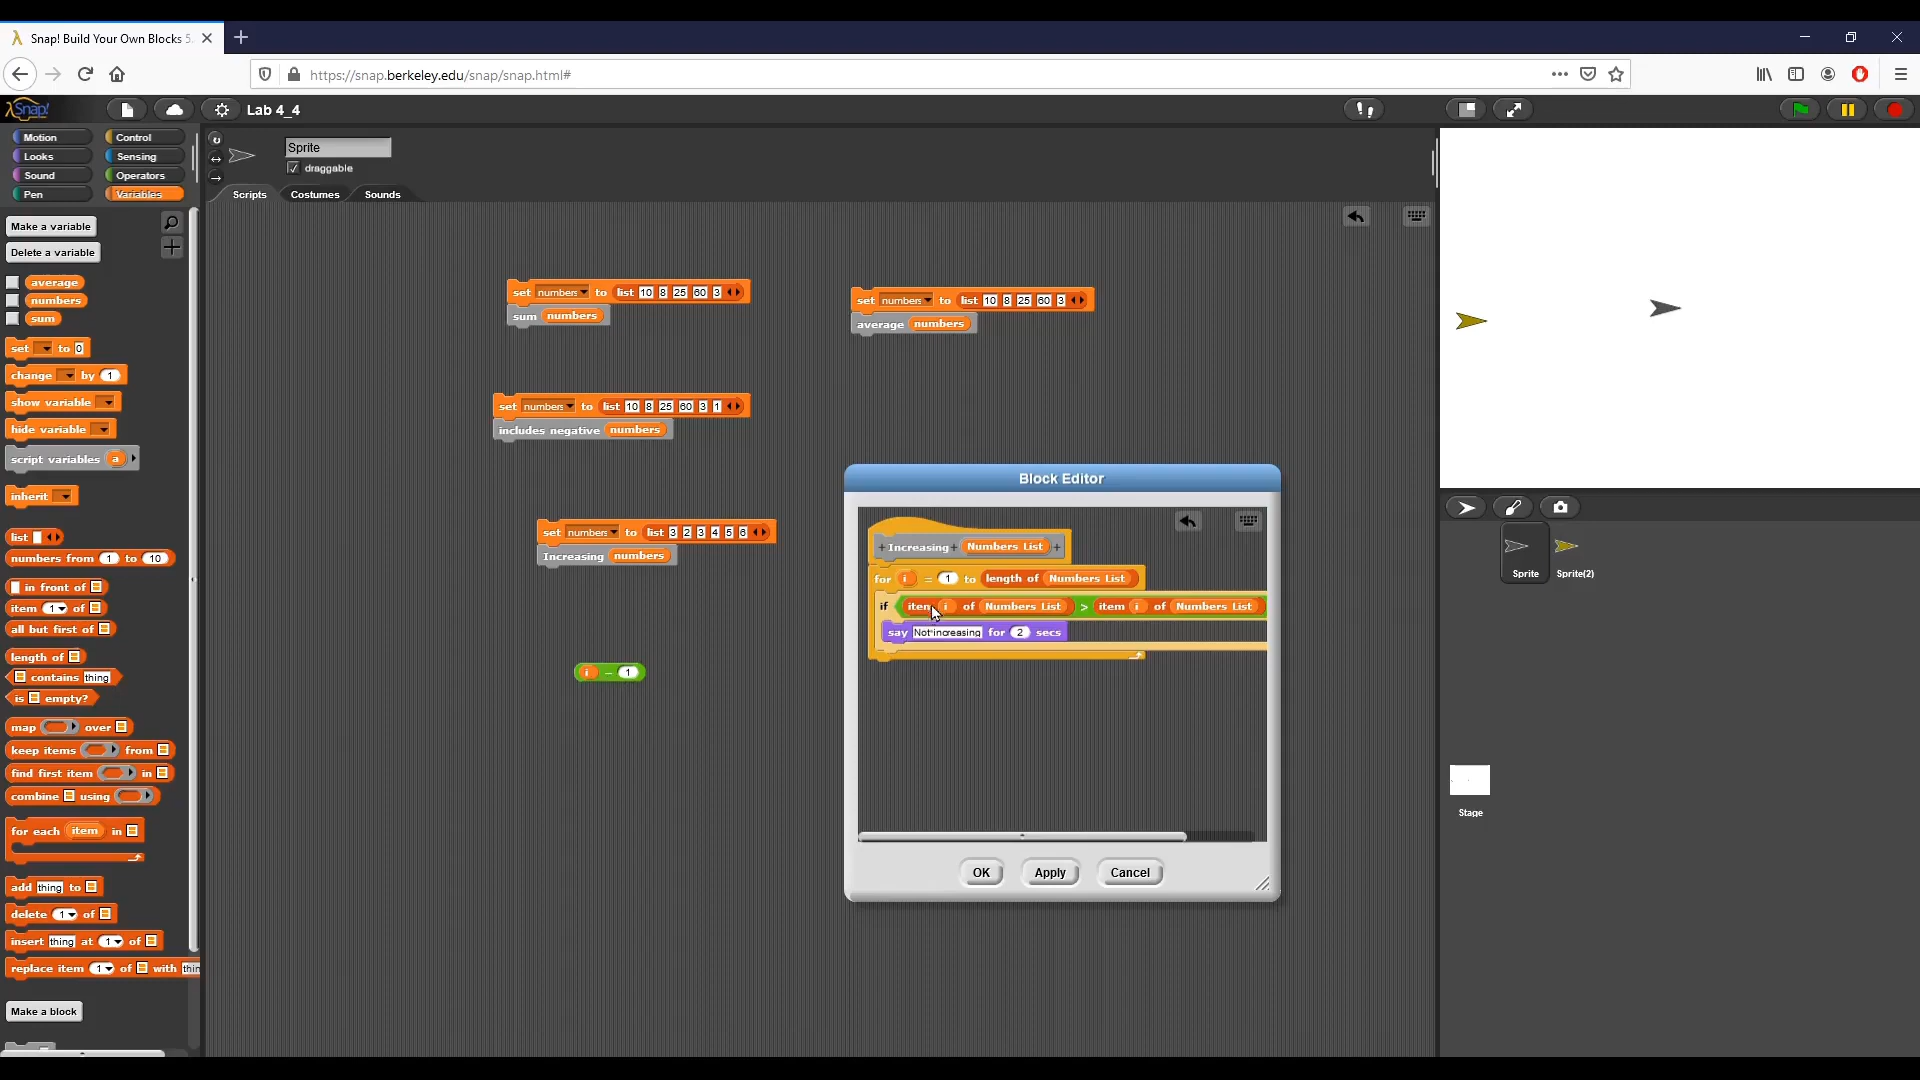 Snap! Build Your Own Blocks 5.
https://snap.berkeley.edu/snap/snap.html#
Snap!
Lab 4_4
Motion Control
Looks Sensing
Sound Operators
Pen Variables
Sprite
draggable
Scripts Costumes Sounds
Make a variable
Delete a variable
average
numbers
sum
set to 0
change by 1
show variable
hide variable
script variables a
inherit
list
numbers from 1 to 10
in front of
item 1 of
all but first of
length of
contains thing
is empty?
map over
keep items from
find first item in
combine using
for each item in
add thing to
delete 1 of
insert thing at 1 of
replace item 1 of with thin
Make a block
set numbers to list 10 8 25 60 3
sum numbers
set numbers to list 10 8 25 60 3
average numbers
set numbers to list 10 8 25 60 3 1
includes negative numbers
set numbers to list 3 2 3 4 5 6
Increasing numbers
i - 1
Block Editor
+ Increasing + Numbers List +
for i = 1 to length of Numbers List
if item i of Numbers List > item i of Numbers List
say Not increasing for 2 secs
OK Apply Cancel
Sprite Sprite(2)
Stage